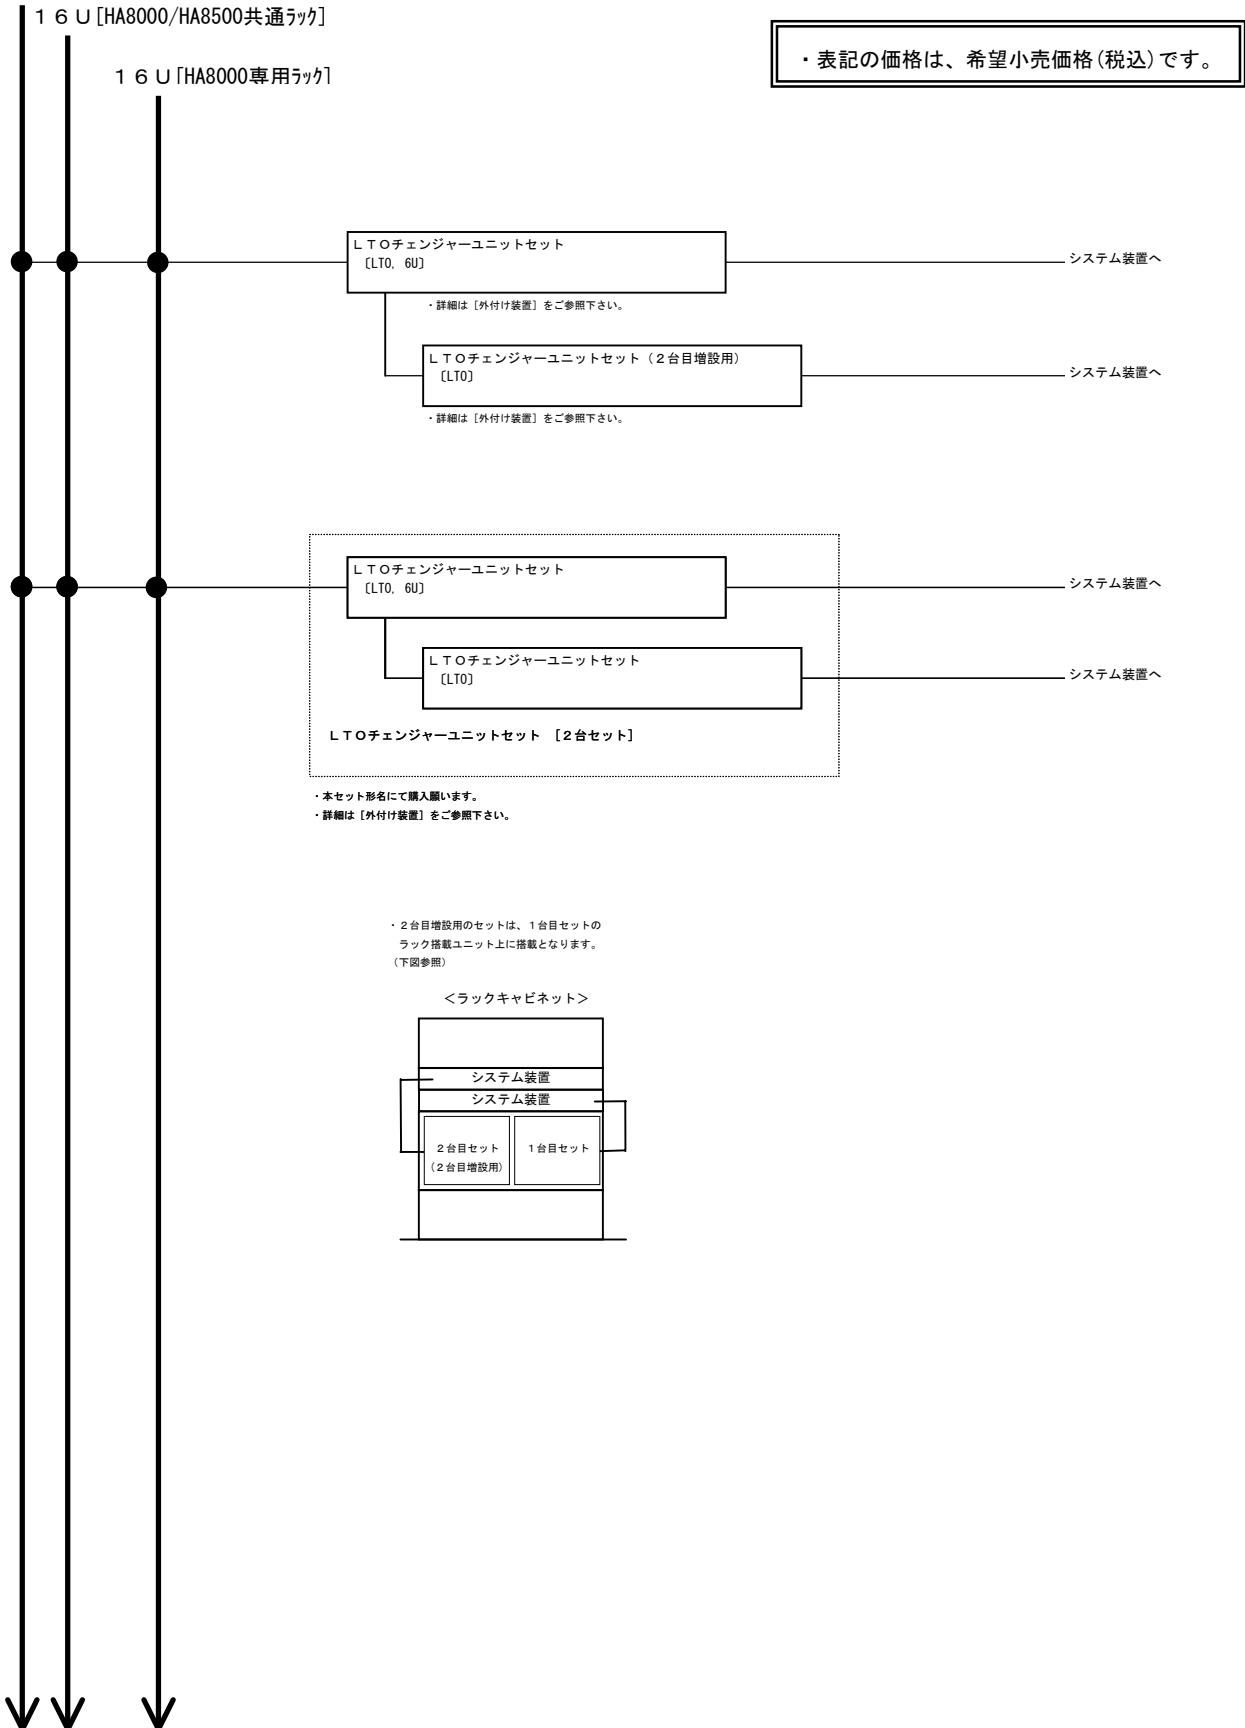 １６Ｕ[HA8000/HA8500共通ﾗｯｸ]
・表記の価格は、希望小売価格(税込)です。
１６Ｕ[HA8000専用ﾗｯｸ]
ＬＴＯチェンジャーユニットセット
〔LTO, 6U〕
システム装置へ
・詳細は［外付け装置］をご参照下さい。
ＬＴＯチェンジャーユニットセット（２台目増設用）
〔LTO〕
システム装置へ
・詳細は［外付け装置］をご参照下さい。
ＬＴＯチェンジャーユニットセット
〔LTO, 6U〕
システム装置へ
ＬＴＯチェンジャーユニットセット
〔LTO〕
システム装置へ
ＬＴＯチェンジャーユニットセット　［２台セット］
・本セット形名にて購入願います。
・詳細は［外付け装置］をご参照下さい。
・２台目増設用のセットは、１台目セットの
ラック搭載ユニット上に搭載となります。
（下図参照）
＜ラックキャビネット＞
システム装置
システム装置
２台目セット
（２台目増設用）
１台目セット